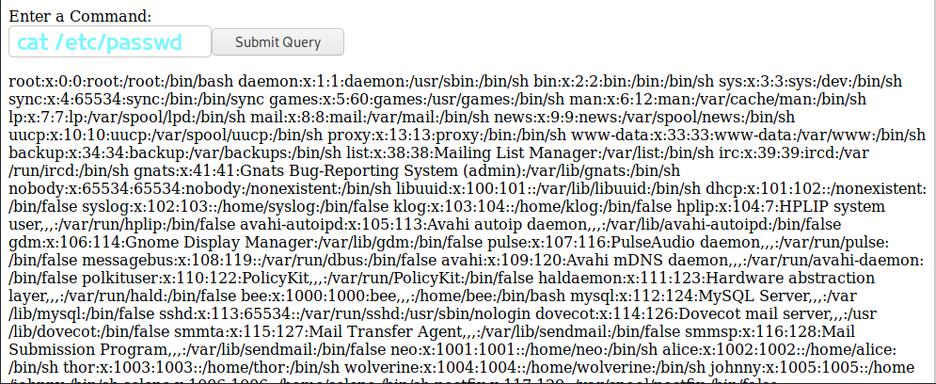 Enter a Command:
cat /etc/passwd Submit Query
root:x:0:0:root:/root:/bin/bash daemon:x:1:1:daemon:/usr/sbin:/bin/sh bin:x:2:2:bin:/bin:/bin/sh sys:x:3:3:sys:/dev:/bin/sh
sync:x:4:65534:sync:/bin:/bin/sync games:x:5:60:games:/usr/games:/bin/sh man:x:6:12:man:/var/cache/man:/bin/sh
lp:x:7:7:lp:/var/spool/lpd:/bin/sh mail:x:8:8:mail:/var/mail:/bin/sh news:x:9:9:news:/var/spool/news:/bin/sh
uucp:x:10:10:uucp:/var/spool/uucp:/bin/sh proxy:x:13:13:proxy:/bin:/bin/sh www-data:x:33:33:www-data:/var/www:/bin/sh
backup:x:34:34:backup:/var/backups:/bin/sh list:x:38:38:Mailing List Manager:/var/list:/bin/sh irc:x:39:39:ircd:/var
/run/ircd:/bin/sh gnats:x:41:41:Gnats Bug-Reporting System (admin):/var/lib/gnats:/bin/sh
nobody:x:65534:65534:nobody:/nonexistent:/bin/sh libuuid:x:100:101::/var/lib/libuuid:/bin/sh dhcp:x:101:102::/nonexistent:
/bin/false syslog:x:102:103::/home/syslog:/bin/false klog:x:103:104::/home/klog:/bin/false hplip:x:104:7:HPLIP system
user,,,:/var/run/hplip:/bin/false avahi-autoipd:x:105:113:Avahi autoip daemon,,,:/var/lib/avahi-autoipd:/bin/false
gdm:x:106:114:Gnome Display Manager:/var/lib/gdm:/bin/false pulse:x:107:116:PulseAudio daemon,,,:/var/run/pulse:
/bin/false messagebus:x:108:119::/var/run/dbus:/bin/false avahi:x:109:120:Avahi mDNS daemon,,,:/var/run/avahi-daemon:
/bin/false polkituser:x:110:122:PolicyKit,,,:/var/run/PolicyKit:/bin/false haldaemon:x:111:123:Hardware abstraction
layer,,,:/var/run/hald:/bin/false bee:x:1000:1000:bee,,,:/home/bee:/bin/bash mysql:x:112:124:MySQL Server,,,:/var
/lib/mysql:/bin/false sshd:x:113:65534::/var/run/sshd:/usr/sbin/nologin dovecot:x:114:126:Dovecot mail server,,,:/usr
/lib/dovecot:/bin/false smmta:x:115:127:Mail Transfer Agent,,,:/var/lib/sendmail:/bin/false smmsp:x:116:128:Mail
Submission Program,,,:/var/lib/sendmail:/bin/false neo:x:1001:1001::/home/neo:/bin/sh alice:x:1002:1002::/home/alice:
/bin/sh thor:x:1003:1003::/home/thor:/bin/sh wolverine:x:1004:1004::/home/wolverine:/bin/sh johnny:x:1005:1005::/home